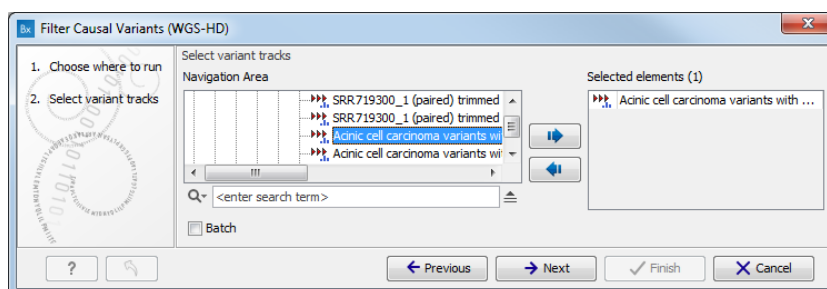 Bx Filter Causal Variants (WGS-HD)
1. Choose where to run
2. Select variant tracks
Select variant tracks
Navigation Area
SRR719300_1 (paired) trimmed
SRR719300_1 (paired) trimmed
Acinic cell carcinoma variants wi
Acinic cell carcinoma variants wi
<enter search term>
Batch
Selected elements (1)
Acinic cell carcinoma variants with ...
?
Previous
Next
Finish
Cancel